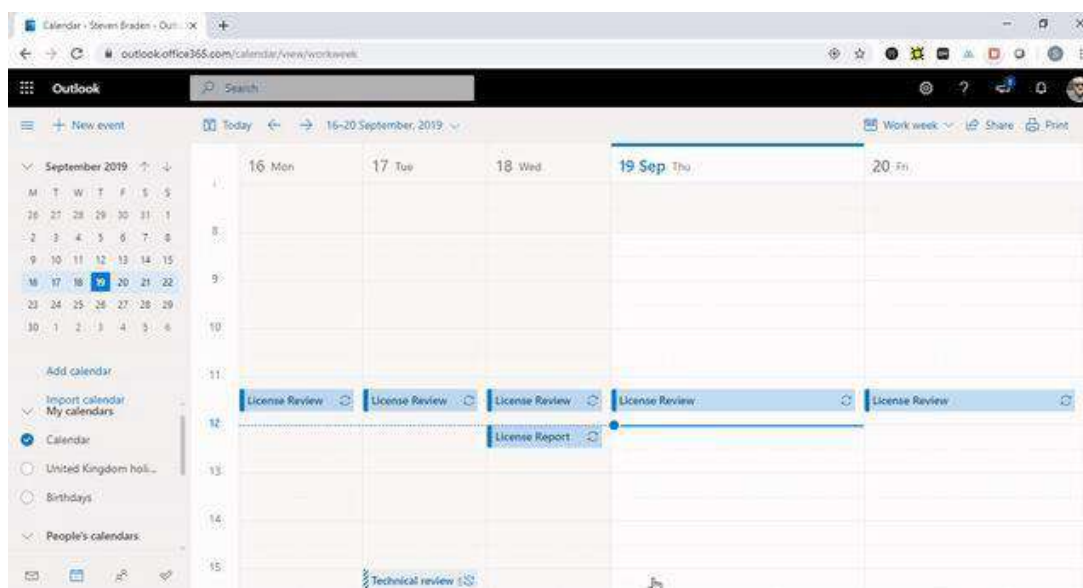 Calendar - Steven Braden - Out
outlook.office365.com/calendar/view/workweek
Outlook
Search
New event
Today
16–20 September, 2019
Work week
Share
Print
September 2019
M T W T F S S
26 27 28 29 30 31 1
2 3 4 5 6 7 8
9 10 11 12 13 14 15
16 17 18 19 20 21 22
23 24 25 26 27 28 29
30 1 2 3 4 5 6
Add calendar
Import calendar
My calendars
Calendar
United Kingdom holi...
Birthdays
People's calendars
16 Mon
17 Tue
18 Wed
19 Sep Thu
20 Fri
8
9
10
11
License Review
License Review
License Review
License Review
License Review
12
License Report
13
14
15
Technical review